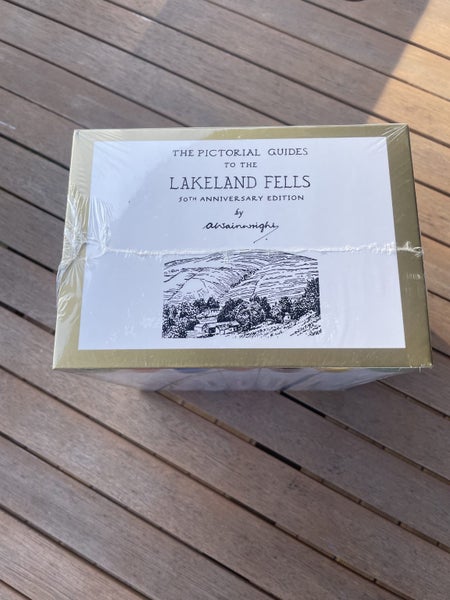 THE PICTORIAL GUIDES
TO THE
LAKELAND FELLS
50TH ANNIVERSARY EDITION
by
AWainwright